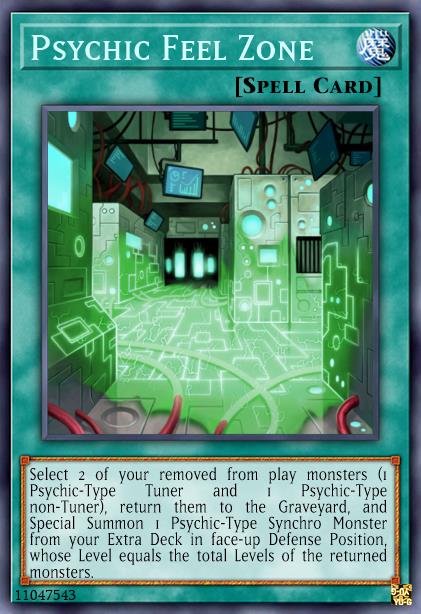 PSYCHIC FEEL ZONE
魔
[SPELL CARD]
Select 2 of your removed from play monsters (1
Psychic-Type Tuner and 1 Psychic-Type
non-Tuner), return them to the Graveyard, and
Special Summon 1 Psychic-Type Synchro Monster
from your Extra Deck in face-up Defense Position,
whose Level equals the total Levels of the returned
monsters.
11047543